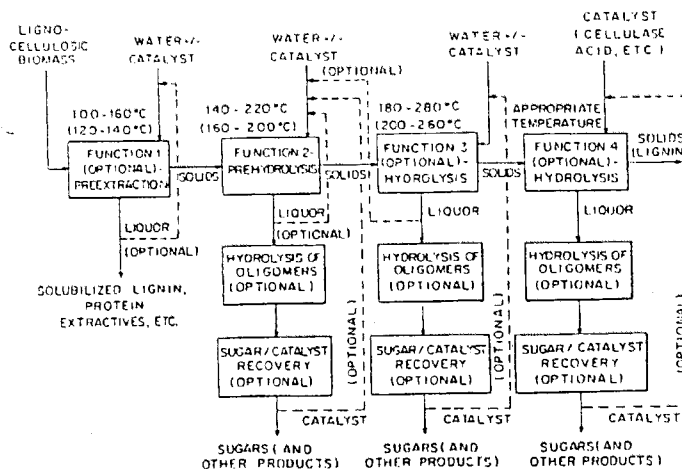 LIGNO-
CELLULOSIC
BIOMASS
WATER+/-
CATALYST
WATER+/-
CATALYST
(OPTIONAL)
WATER+/-
CATALYST
CATALYST
(CELLULASE
ACID, ETC.)
100-160°C
(120-140°C)
140-220°C
(160-200°C)
180-280°C
(200-260°C
APPROPRIATE
TEMPERATURE
FUNCTION 1
(OPTIONAL)-
PREEXTRACTION
SOLIDS
FUNCTION 2-
PREHYDROLYSIS
SOLIDS
FUNCTION 3
(OPTIONAL)-
HYDROLYSIS
SOLIDS
FUNCTION 4
(OPTIONAL)-
HYDROLYSIS
SOLIDS
(LIGNIN)
LIQUOR
(OPTIONAL)
LIQUOR
(OPTIONAL)
LIQUOR
LIQUOR
SOLUBILIZED LIGNIN,
PROTEIN
EXTRACTIVES, ETC.
HYDROLYSIS OF
OLIGOMERS
(OPTIONAL)
HYDROLYSIS OF
OLIGOMERS
(OPTIONAL)
HYDROLYSIS OF
OLIGOMERS
(OPTIONAL)
(OPTIONAL)
(OPTIONAL)
(OPTIONAL)
SUGAR/CATALYST
RECOVERY
(OPTIONAL)
SUGAR/CATALYST
RECOVERY
(OPTIONAL)
SUGAR/CATALYST
RECOVERY
(OPTIONAL)
CATALYST
CATALYST
CATALYST
SUGARS(AND
OTHER PRODUCTS)
SUGARS(AND
OTHER PRODUCTS)
SUGARS(AND
OTHER PRODUCTS)